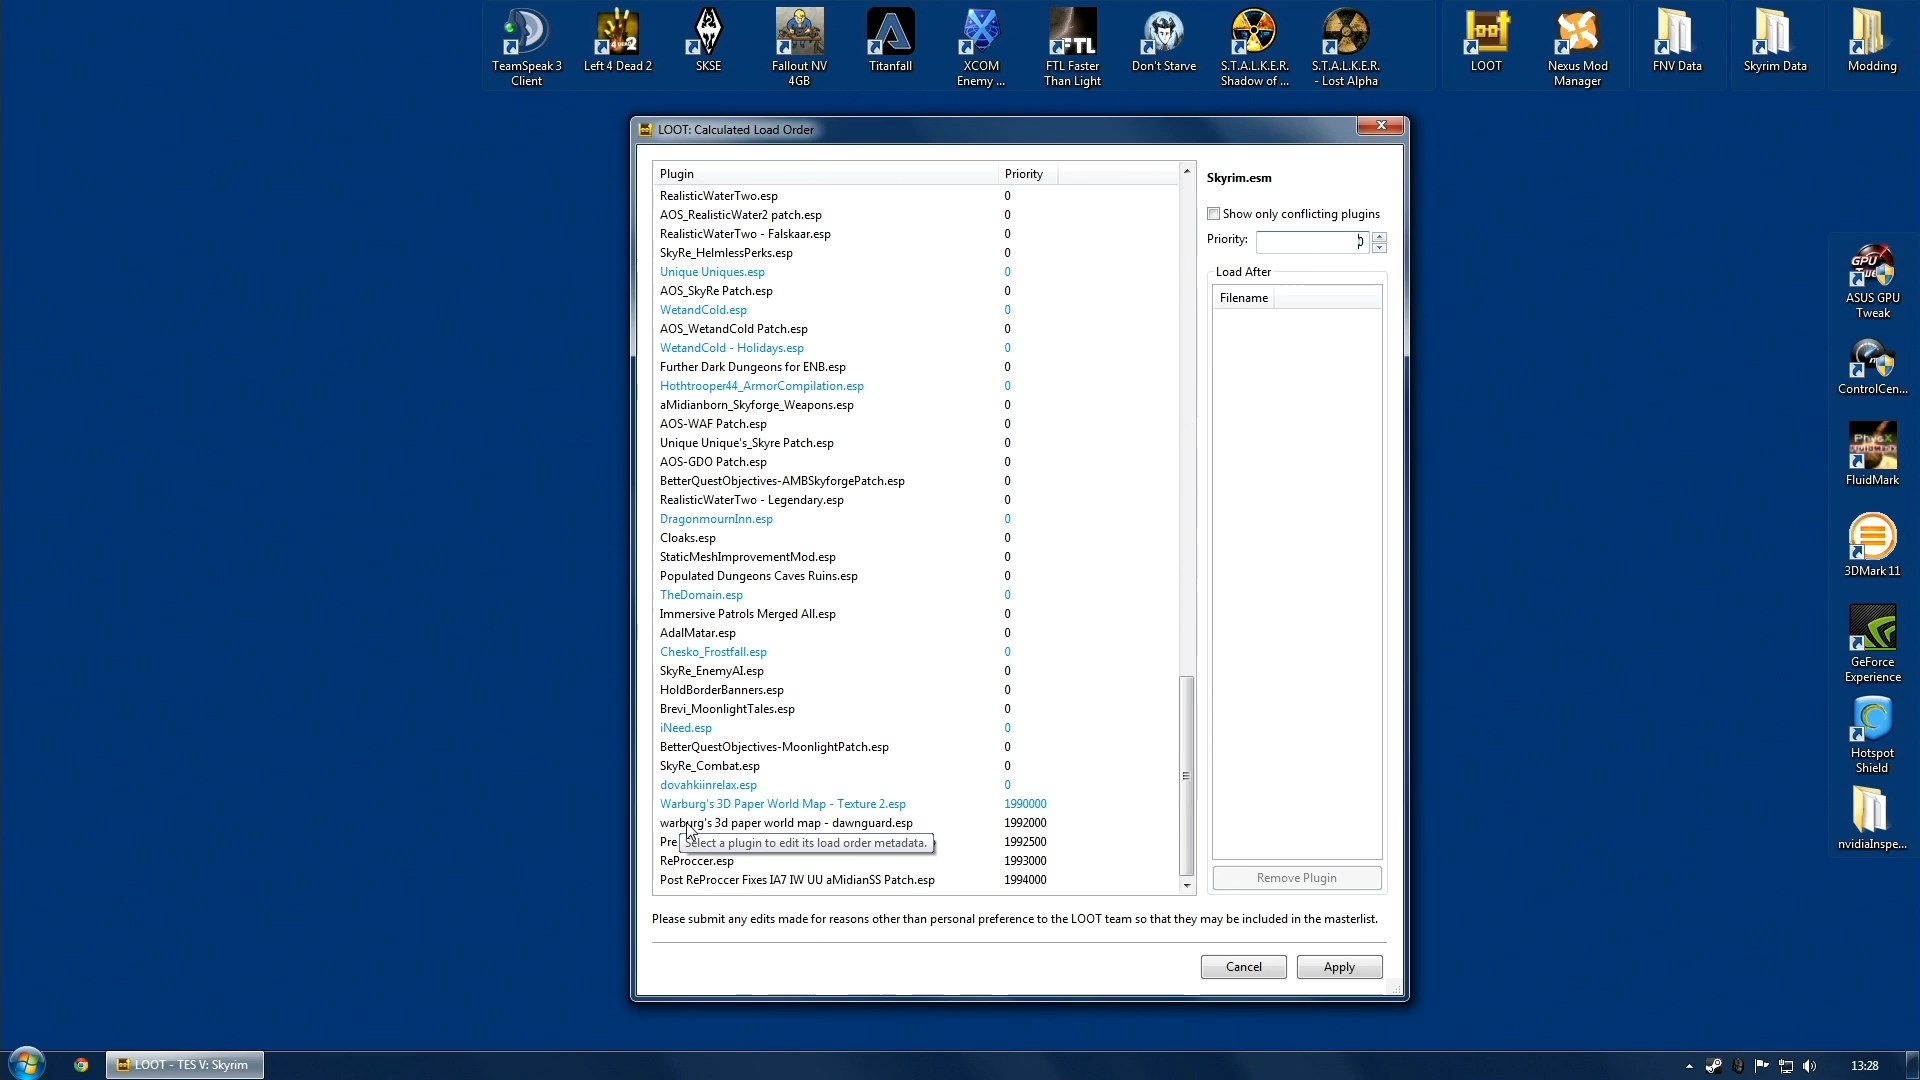 TeamSpeak 3
Client
Left 4 Dead 2
SKSE
Fallout NV
4GB
Titanfall
XCOM
Enemy ...
FTL
FTL Faster
Than Light
Don't Starve
S.T.A.L.K.E.R.
Shadow of ...
S.T.A.L.K.E.R.
- Lost Alpha
LOOT
Nexus Mod
Manager
FNV Data
Skyrim Data
Modding
LOOT: Calculated Load Order
Plugin Priority
RealisticWaterTwo.esp 0
AOS_RealisticWater2 patch.esp 0
RealisticWaterTwo - Falskaar.esp 0
SkyRe_HelmlessPerks.esp 0
Unique Uniques.esp 0
AOS_SkyRe Patch.esp 0
WetandCold.esp 0
AOS_WetandCold Patch.esp 0
WetandCold - Holidays.esp 0
Further Dark Dungeons for ENB.esp 0
Hothtrooper44_ArmorCompilation.esp 0
aMidianborn_Skyforge_Weapons.esp 0
AOS-WAF Patch.esp 0
Unique Unique's_Skyre Patch.esp 0
AOS-GDO Patch.esp 0
BetterQuestObjectives-AMBSkyforgePatch.esp 0
RealisticWaterTwo - Legendary.esp 0
DragonmournInn.esp 0
Cloaks.esp 0
StaticMeshImprovementMod.esp 0
Populated Dungeons Caves Ruins.esp 0
TheDomain.esp 0
Immersive Patrols Merged All.esp 0
AdalMatar.esp 0
Chesko_Frostfall.esp 0
SkyRe_EnemyAI.esp 0
HoldBorderBanners.esp 0
Brevi_MoonlightTales.esp 0
iNeed.esp 0
BetterQuestObjectives-MoonlightPatch.esp 0
SkyRe_Combat.esp 0
dovahkiinrelax.esp 0
Warburg's 3D Paper World Map - Texture 2.esp 1990000
warburg's 3d paper world map - dawnguard.esp 1992000
Pre 1992500
Select a plugin to edit its load order metadata.
ReProccer.esp 1993000
Post ReProccer Fixes IA7 IW UU aMidianSS Patch.esp 1994000
Skyrim.esm
Show only conflicting plugins
Priority: 0
Load After
Filename
Remove Plugin
Please submit any edits made for reasons other than personal preference to the LOOT team so that they may be included in the masterlist.
Cancel
Apply
ASUS GPU
Tweak
ControlCen...
FluidMark
3DMark 11
GeForce
Experience
Hotspot
Shield
nvidiaInspe...
LOOT - TES V: Skyrim
13:28